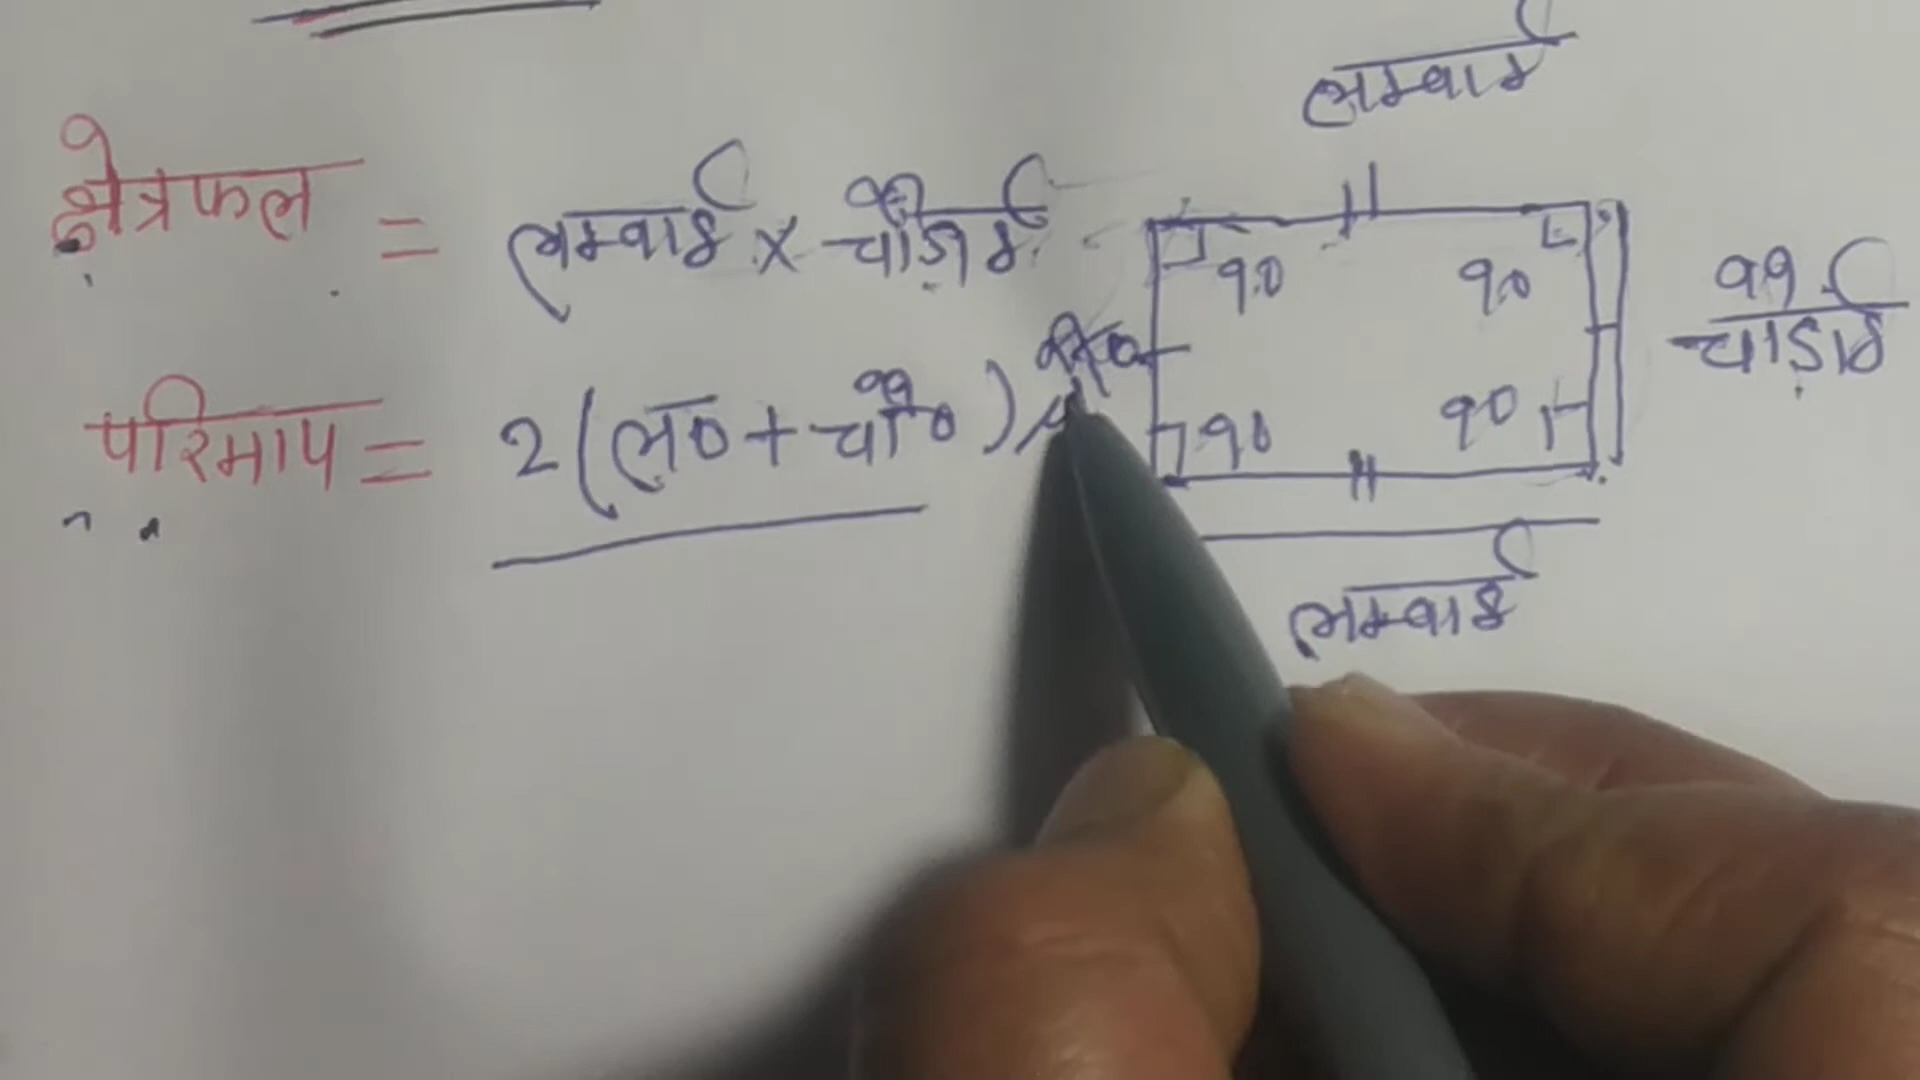 लम्बाई
क्षेत्रफल = लम्बाई x चौड़ाई
90 90
चौड़ाई
परिमाप = 2(ल० + चौ०)
90 90
लम्बाई